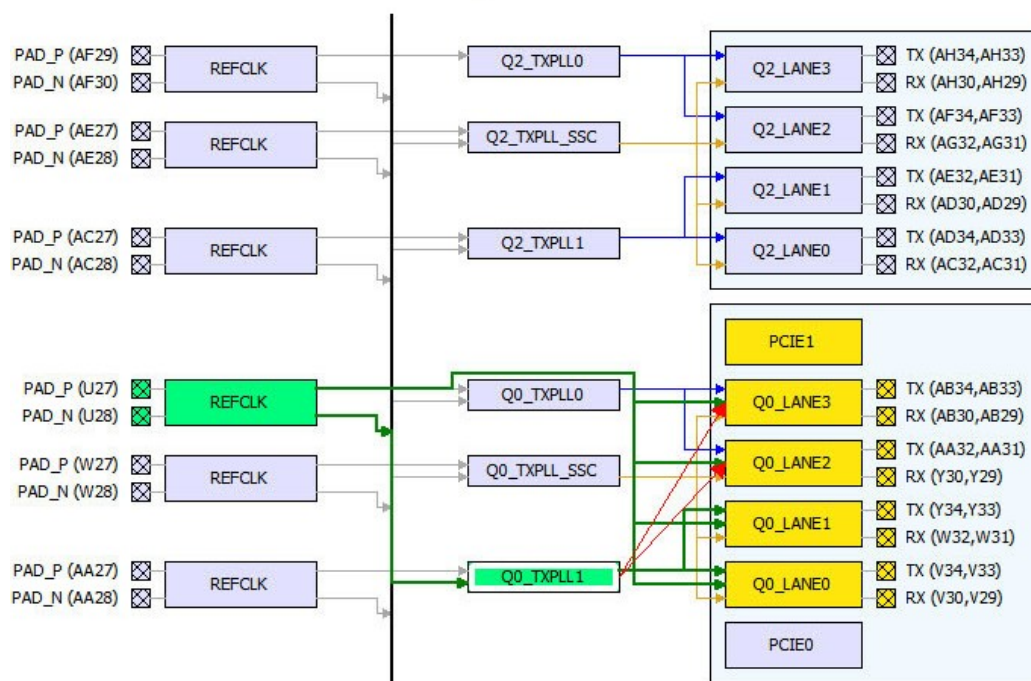 PAD_P (AF29)
PAD_N (AF30)
REFCLK
Q2_TXPLL0
Q2_LANE3
TX (AH34,AH33)
RX (AH30,AH29)
PAD_P (AE27)
PAD_N (AE28)
REFCLK
Q2_TXPLL_SSC
Q2_LANE2
TX (AF34,AF33)
RX (AG32,AG31)
Q2_LANE1
TX (AE32,AE31)
RX (AD30,AD29)
PAD_P (AC27)
PAD_N (AC28)
REFCLK
Q2_TXPLL1
Q2_LANE0
TX (AD34,AD33)
RX (AC32,AC31)
PCIE1
PAD_P (U27)
PAD_N (U28)
REFCLK
Q0_TXPLL0
Q0_LANE3
TX (AB34,AB33)
RX (AB30,AB29)
PAD_P (W27)
PAD_N (W28)
REFCLK
Q0_TXPLL_SSC
Q0_LANE2
TX (AA32,AA31)
RX (Y30,Y29)
Q0_LANE1
TX (Y34,Y33)
RX (W32,W31)
PAD_P (AA27)
PAD_N (AA28)
REFCLK
Q0_TXPLL1
Q0_LANE0
TX (V34,V33)
RX (V30,V29)
PCIE0